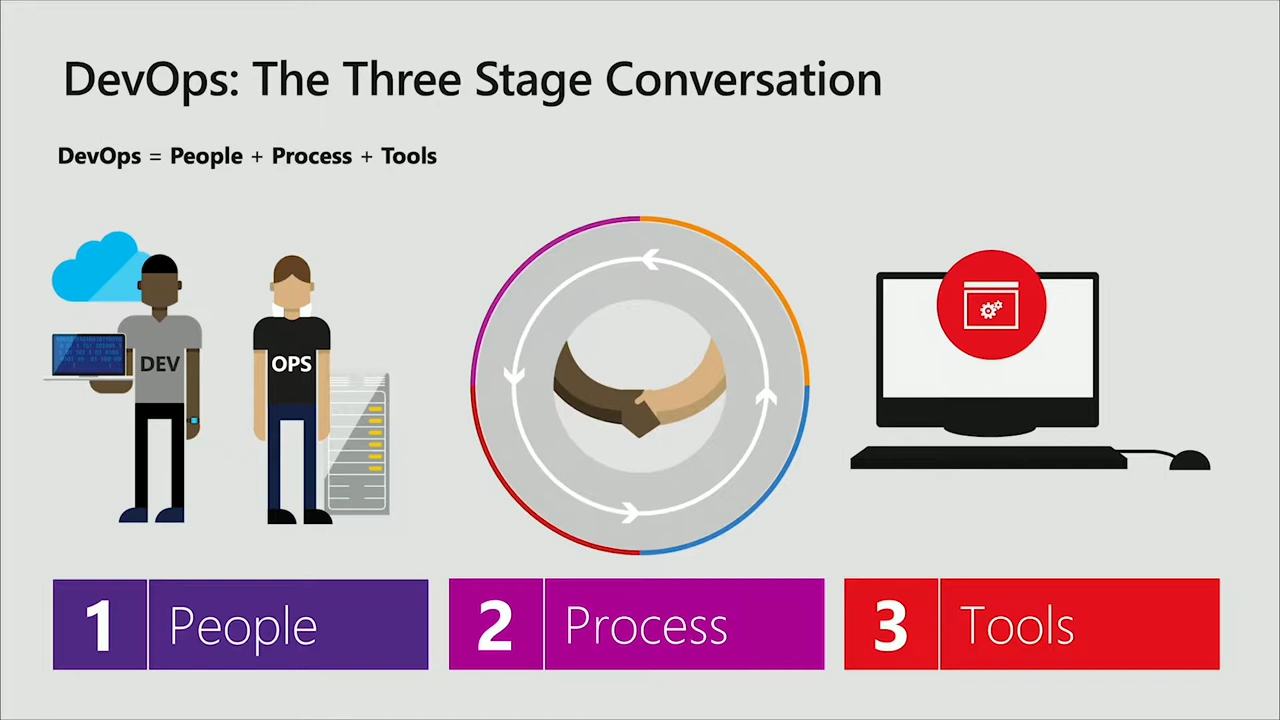 DevOps: The Three Stage Conversation
DevOps = People + Process + Tools
DEV
OPS
1 People
2 Process
3 Tools